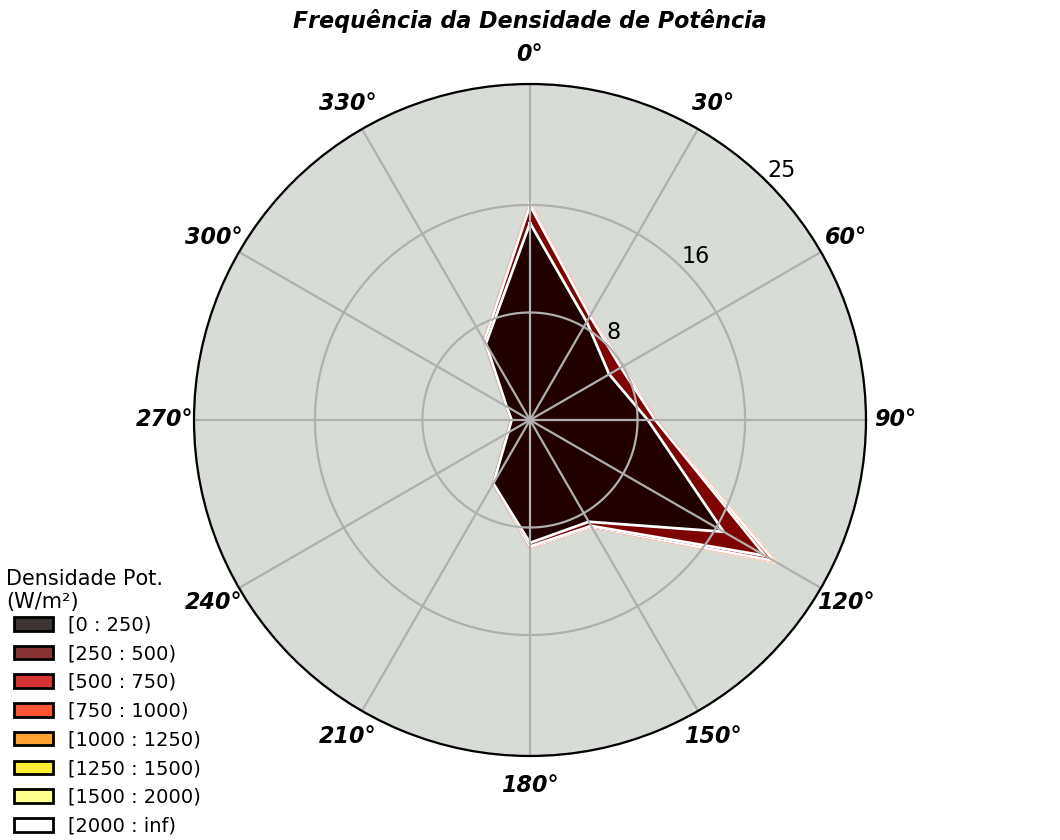 Frequência da Densidade de Potência
0°
330°
30°
25
300°
60°
16
8
270°
90°
240°
120°
210°
150°
180°
Densidade Pot.
(W/m²)
[0 : 250)
[250 : 500)
[500 : 750)
[750 : 1000)
[1000 : 1250)
[1250 : 1500)
[1500 : 2000)
[2000 : inf)